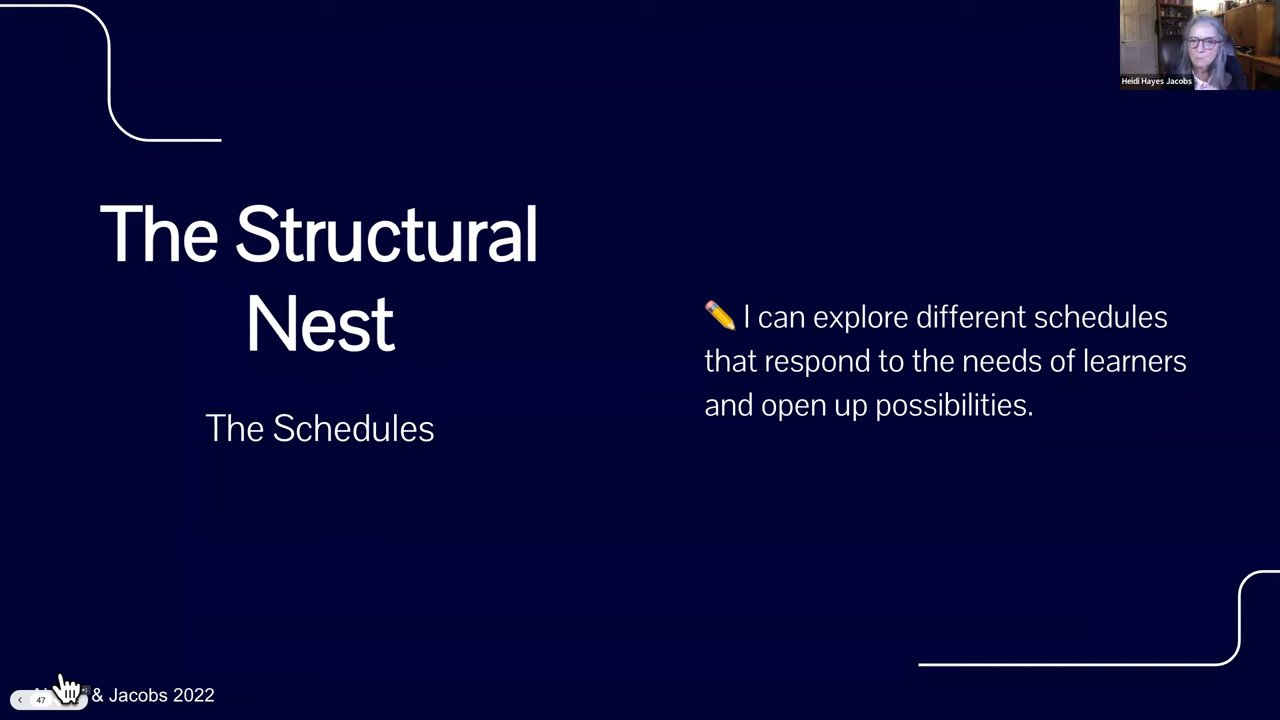 Heidi Hayes Jacobs
The Structural
Nest
The Schedules
✏️ I can explore different schedules
that respond to the needs of learners
and open up possibilities.
47
& Jacobs 2022